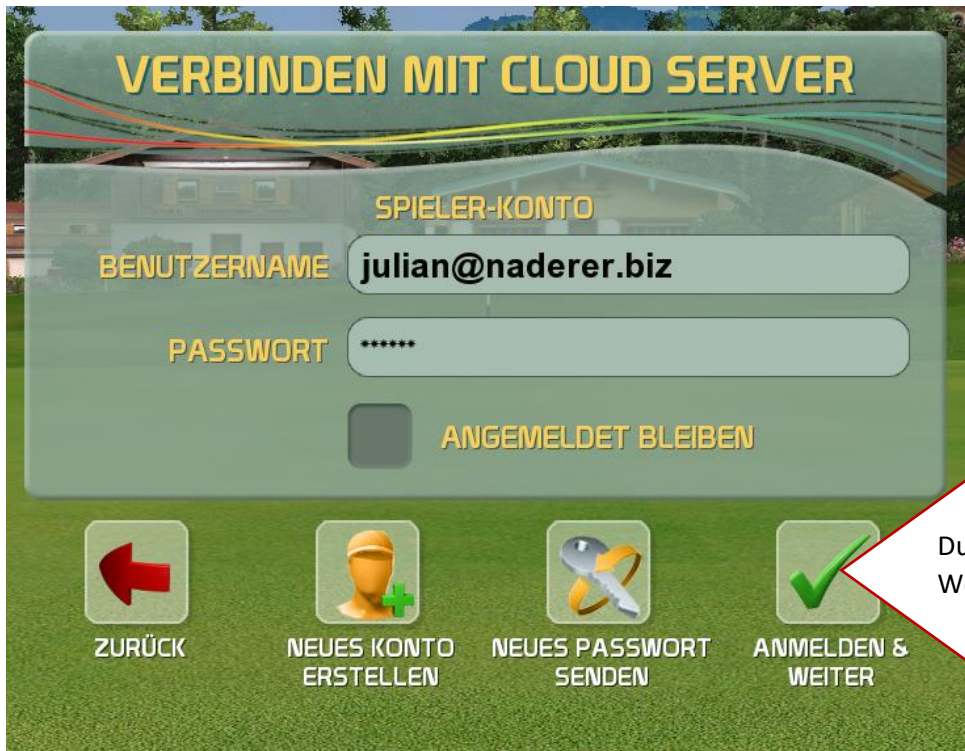 VERBINDEN MIT CLOUD SERVER
SPIELER-KONTO
BENUTZERNAME julian@naderer.biz
PASSWORT ******
ANGEMELDET BLEIBEN
ZURÜCK
NEUES KONTO
ERSTELLEN
NEUES PASSWORT
SENDEN
ANMELDEN &
WEITER